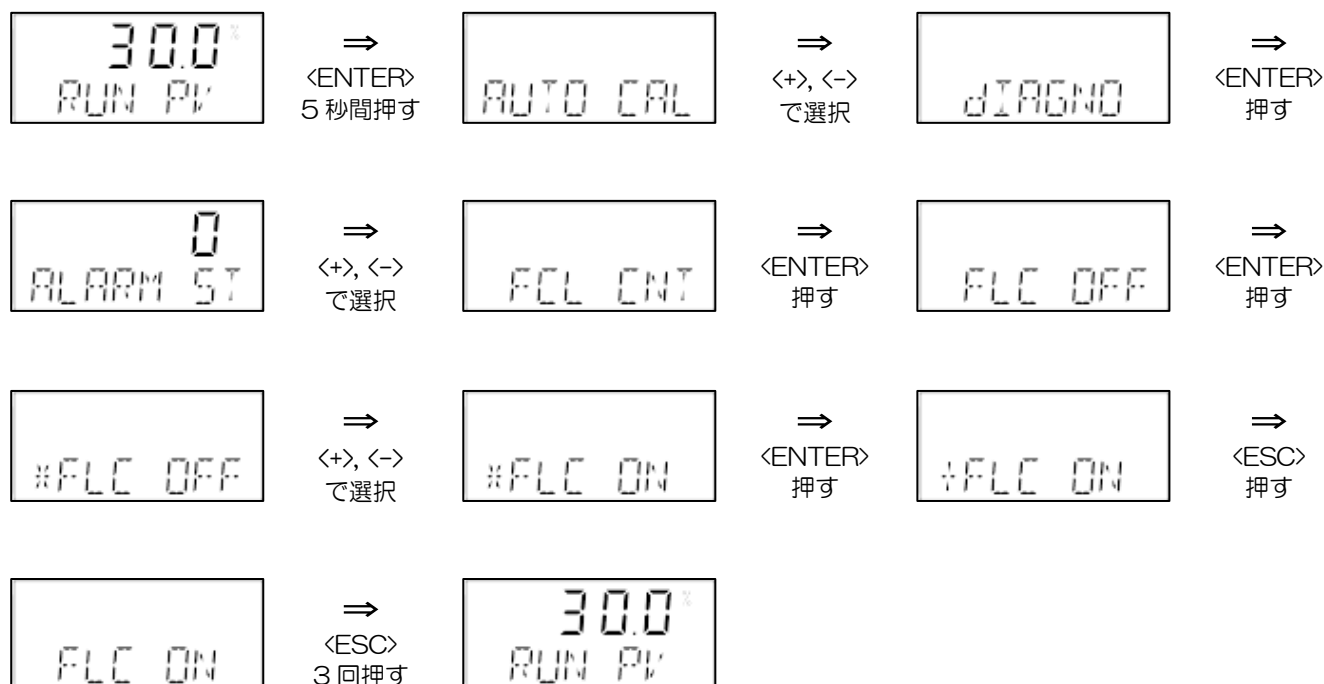 30.0 %
RUN PV
⇒
<ENTER>
5 秒間押す
AUTO CAL
⇒
<+>, <->
で選択
dIAGNO
⇒
<ENTER>
押す
0
ALARM ST
⇒
<+>, <->
で選択
FCL CNT
⇒
<ENTER>
押す
FLC OFF
⇒
<ENTER>
押す
*FLC OFF
⇒
<+>, <->
で選択
*FLC ON
⇒
<ENTER>
押す
+FLC ON
⇒
<ESC>
押す
FLC ON
⇒
<ESC>
3 回押す
30.0 %
RUN PV